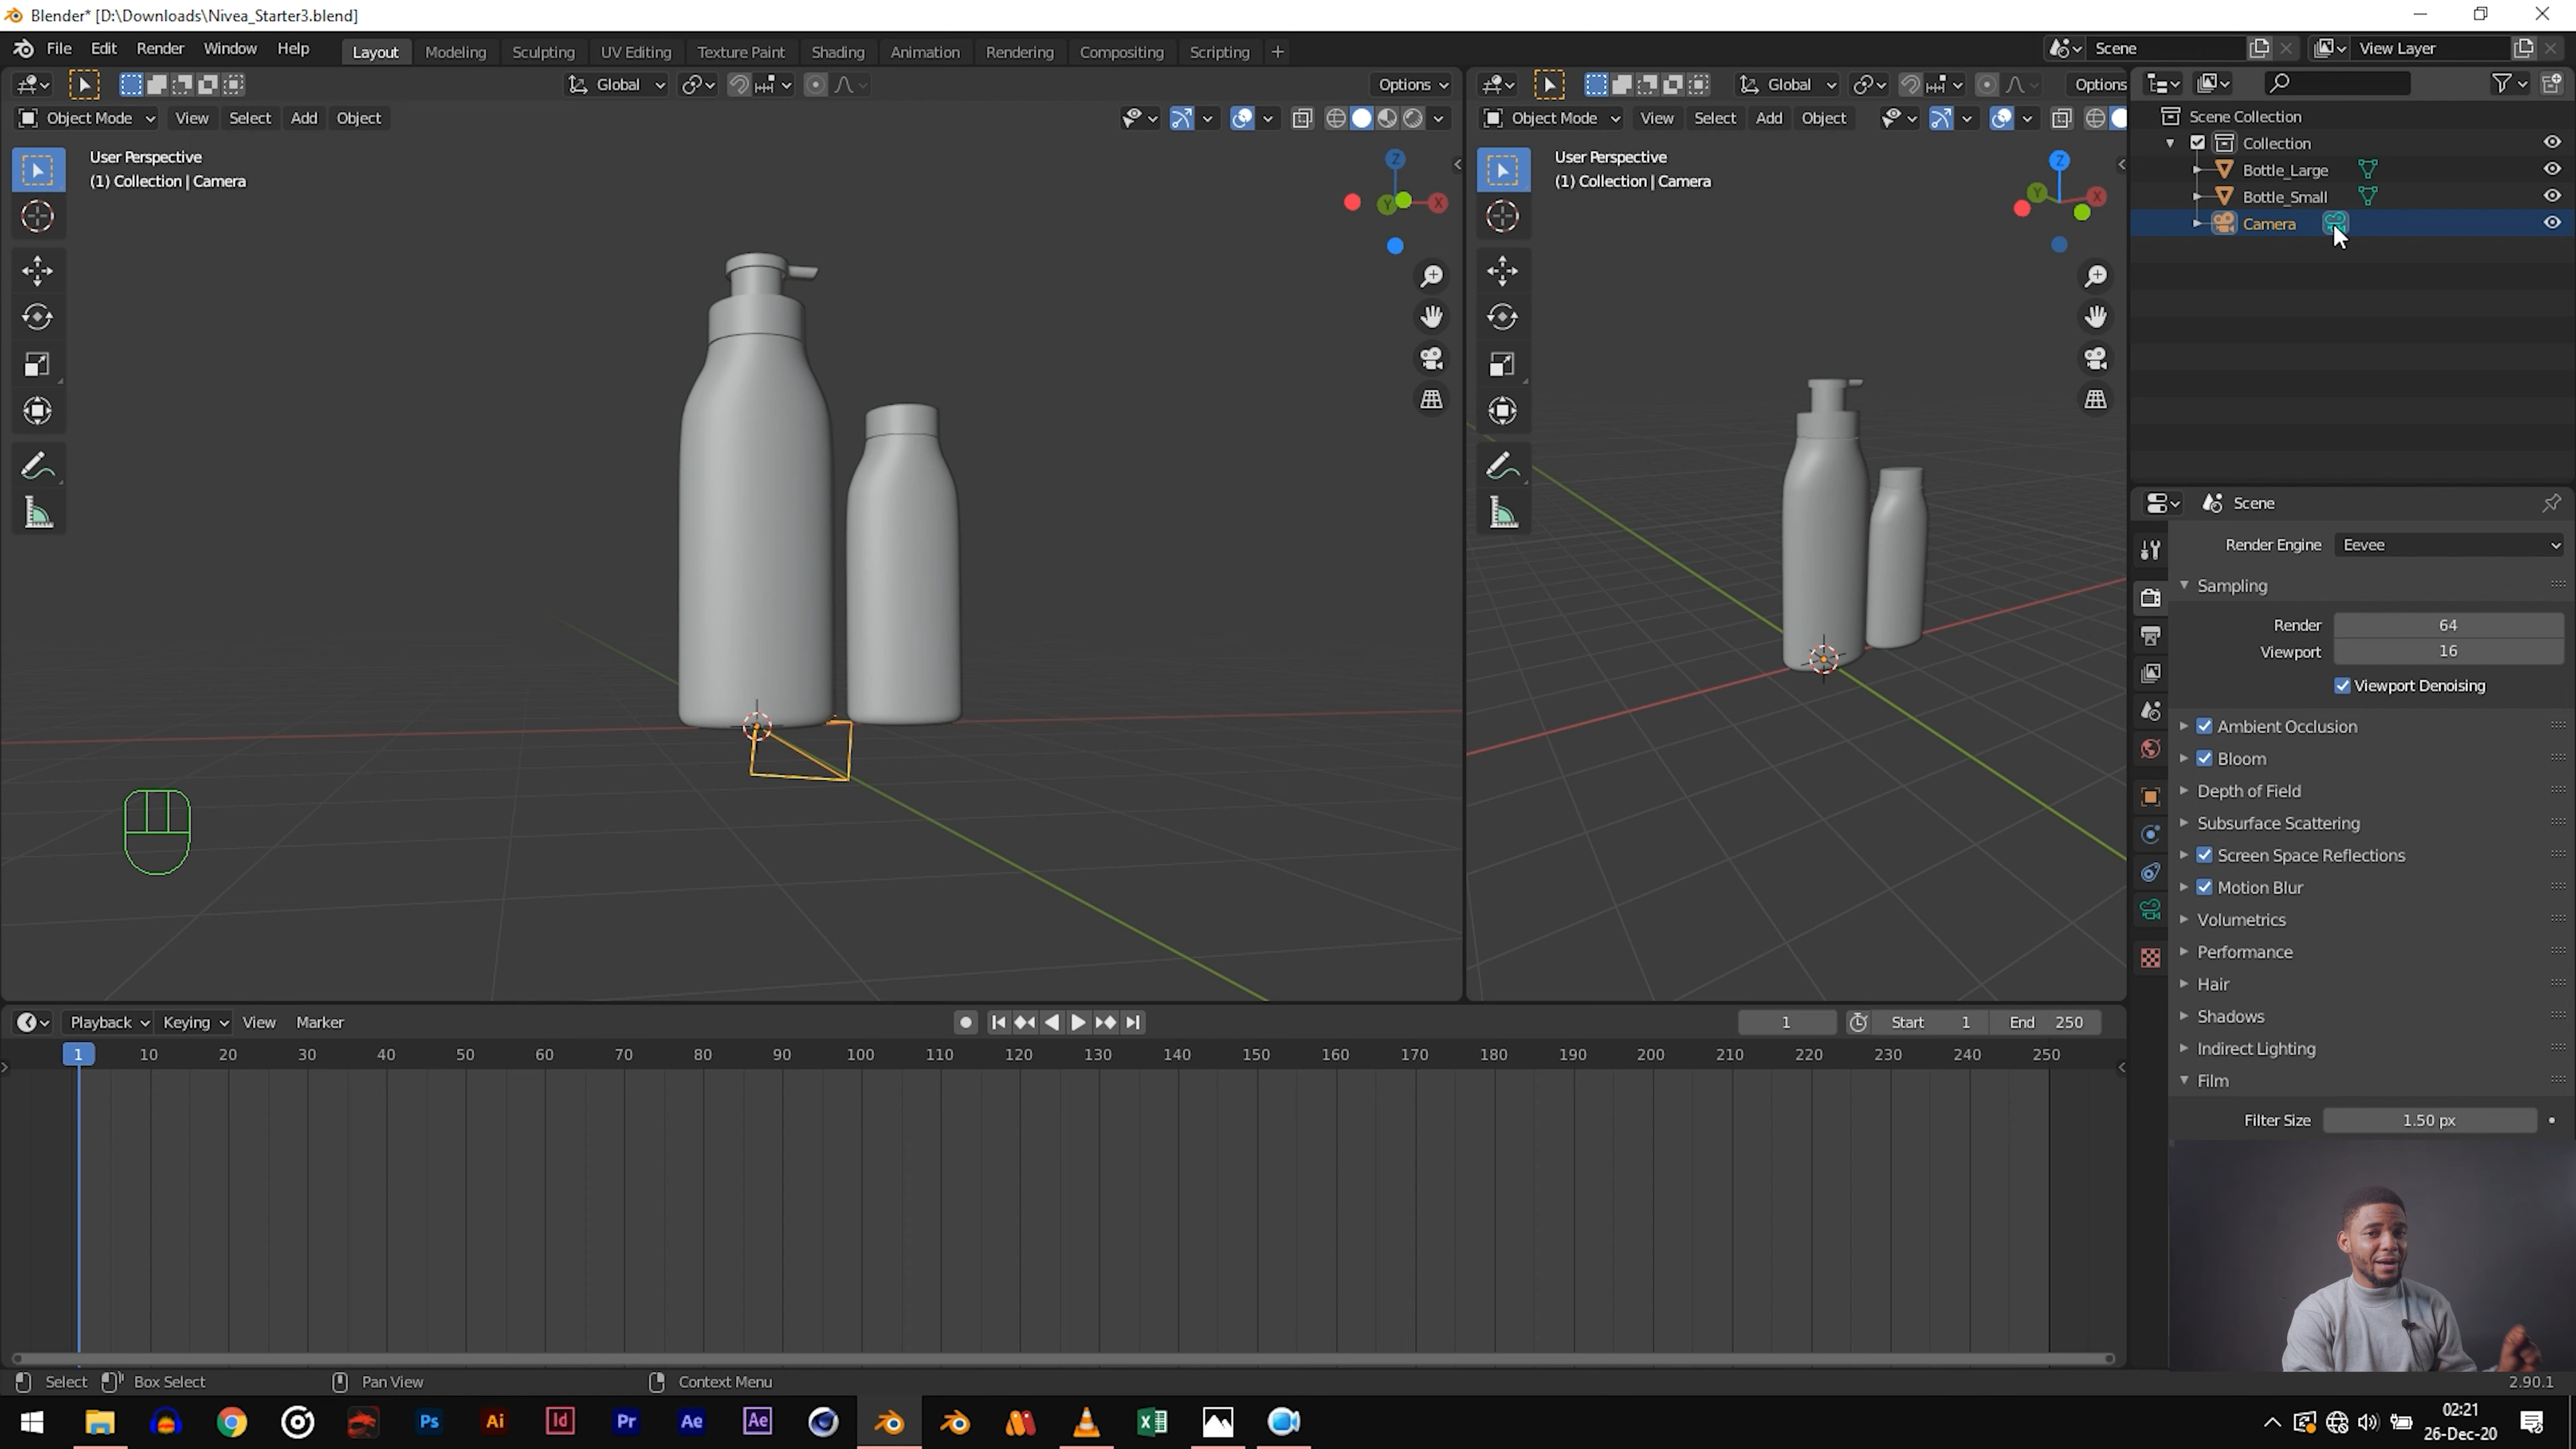 Blender* [D:\Downloads\Nivea_Starter3.blend]
File Edit Render Window Help
Layout Modeling Sculpting UV Editing Texture Paint Shading Animation Rendering Compositing Scripting +
Scene
View Layer
Global
Options
Global
Options
Object Mode View Select Add Object
Object Mode View Select Add Object
User Perspective
(1) Collection | Camera
User Perspective
(1) Collection | Camera
Z
Y
X
Z
Y
X
Scene Collection
Collection
Bottle_Large
Bottle_Small
Camera
Scene
Render Engine Eevee
Sampling
Render 64
Viewport 16
Viewport Denoising
Ambient Occlusion
Bloom
Depth of Field
Subsurface Scattering
Screen Space Reflections
Motion Blur
Volumetrics
Performance
Hair
Shadows
Indirect Lighting
Film
Filter Size 1.50 px
Playback Keying View Marker
1 Start 1 End 250
1 10 20 30 40 50 60 70 80 90 100 110 120 130 140 150 160 170 180 190 200 210 220 230 240 250
Select Box Select Pan View Context Menu
2.90.1
Ps Ai Id Pr Ae Ae X
02:21
26-Dec-20